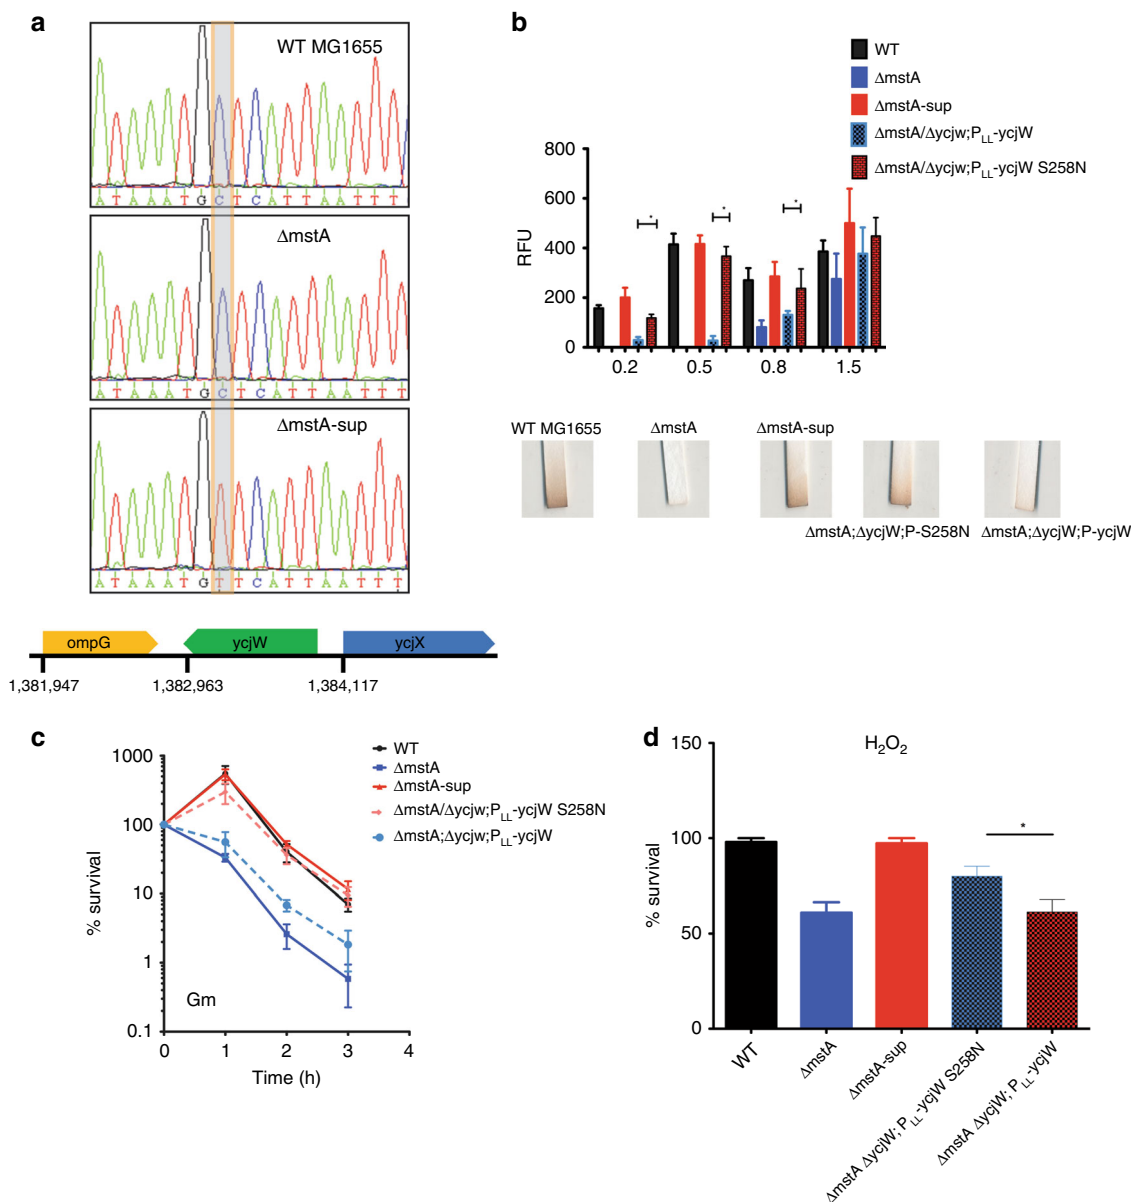 a
WT MG1655
A T A A A T G C T C A T T A A T T T
ΔmstA
A T A A A T G C T C A T T A A T T T
ΔmstA-sup
A T A A A T G T T C A T T A A T T T
ompG
ycjW
ycjX
1,381,947
1,382,963
1,384,117
b
WT
ΔmstA
ΔmstA-sup
ΔmstA/Δycjw;PLL-ycjW
ΔmstA/Δycjw;PLL-ycjW S258N
RFU
800
600
400
200
0
* * *
0.2 0.5 0.8 1.5
WT MG1655 ΔmstA ΔmstA-sup
ΔmstA;ΔycjW;P-S258N ΔmstA;ΔycjW;P-ycjW
c
WT
ΔmstA
ΔmstA-sup
ΔmstA/Δycjw;PLL-ycjW S258N
ΔmstA;Δycjw;PLL-ycjW
% survival
1000
100
10
1
0.1
Gm
0 1 2 3 4
Time (h)
d
H2O2
% survival
150
100
50
0
*
WT
ΔmstA
ΔmstA-sup
ΔmstA ΔycjW; PLL-ycjW S258N
ΔmstA ΔycjW; PLL-ycjW